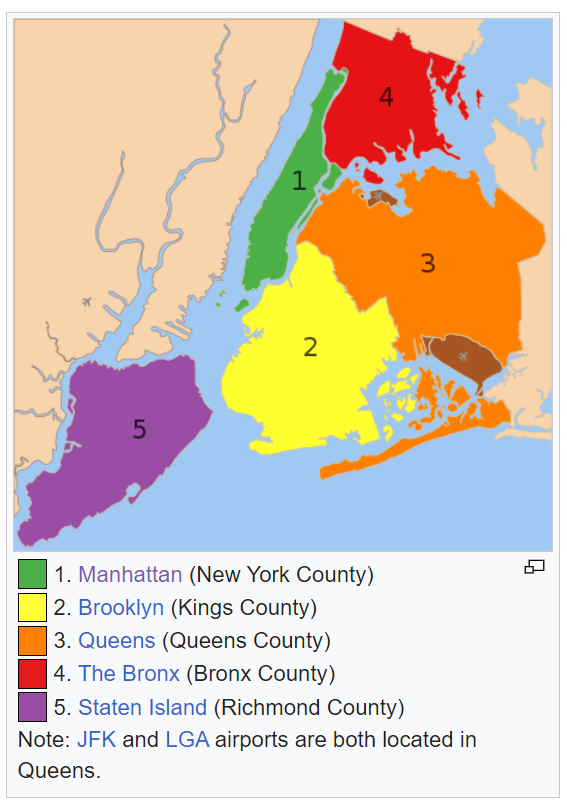 4
1
3
2
5
1. Manhattan (New York County)
2. Brooklyn (Kings County)
3. Queens (Queens County)
4. The Bronx (Bronx County)
5. Staten Island (Richmond County)
Note: JFK and LGA airports are both located in
Queens.